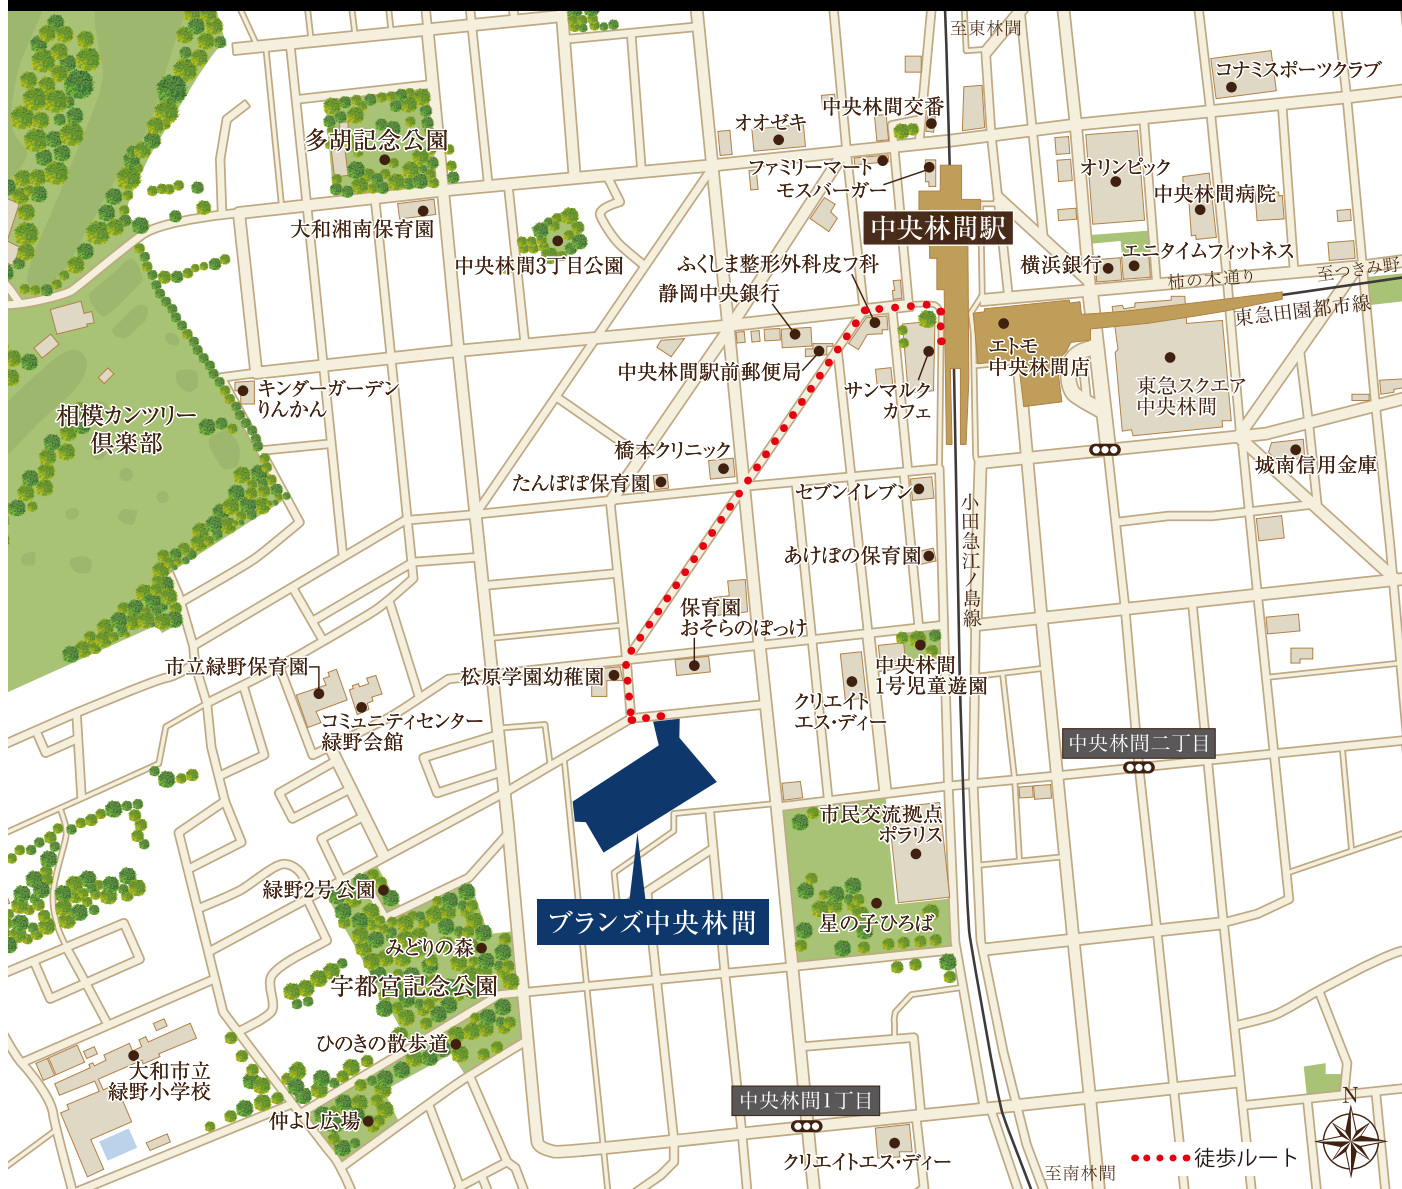 至東林間
コナミスポーツクラブ
中央林間交番
オオゼキ
多胡記念公園
ファミリーマート
モスバーガー
オリンピック
中央林間病院
大和湘南保育園
中央林間駅
中央林間3丁目公園
ふくしま整形外科皮フ科
横浜銀行
エニタイムフィットネス
柿の木通り
至つきみ野
静岡中央銀行
東急田園都市線
エトモ
中央林間店
中央林間駅前郵便局
サンマルク
カフェ
東急スクエア
中央林間
キンダーガーデン
りんかん
相模カンツリー
倶楽部
橋本クリニック
たんぽぽ保育園
セブンイレブン
城南信用金庫
小田急江ノ島線
あけぼの保育園
保育園
おそらのぽっけ
市立緑野保育園
松原学園幼稚園
中央林間
1号児童遊園
クリエイト
エス・ディー
コミュニティセンター
緑野会館
中央林間二丁目
市民交流拠点
ポラリス
緑野2号公園
ブランズ中央林間
星の子ひろば
みどりの森
宇都宮記念公園
ひのきの散歩道
大和市立
緑野小学校
仲よし広場
中央林間1丁目
クリエイトエス・ディー
至南林間
徒歩ルート
N